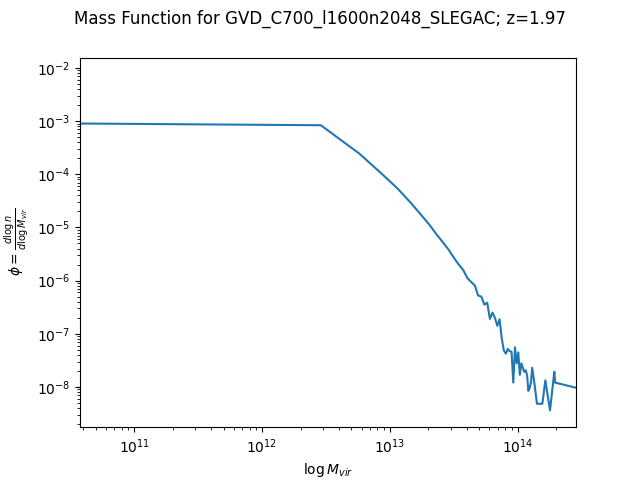 Mass Function for GVD_C700_l1600n2048_SLEGAC; z=1.97
10⁻²
10⁻³
10⁻⁴
10⁻⁵
10⁻⁶
10⁻⁷
10⁻⁸
ϕ = d log n / d log M_vir
10¹¹ 10¹² 10¹³ 10¹⁴
log M_vir